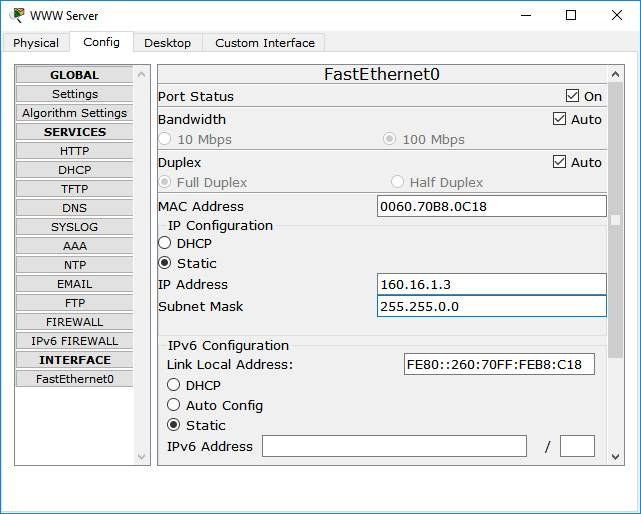 WWW Server
Physical Config Desktop Custom Interface
GLOBAL
Settings
Algorithm Settings
SERVICES
HTTP
DHCP
TFTP
DNS
SYSLOG
AAA
NTP
EMAIL
FTP
FIREWALL
IPv6 FIREWALL
INTERFACE
FastEthernet0
FastEthernet0
Port Status On
Bandwidth Auto
10 Mbps 100 Mbps
Duplex Auto
Full Duplex Half Duplex
MAC Address 0060.70B8.0C18
IP Configuration
DHCP
Static
IP Address 160.16.1.3
Subnet Mask 255.255.0.0
IPv6 Configuration
Link Local Address: FE80::260:70FF:FEB8:C18
DHCP
Auto Config
Static
IPv6 Address /